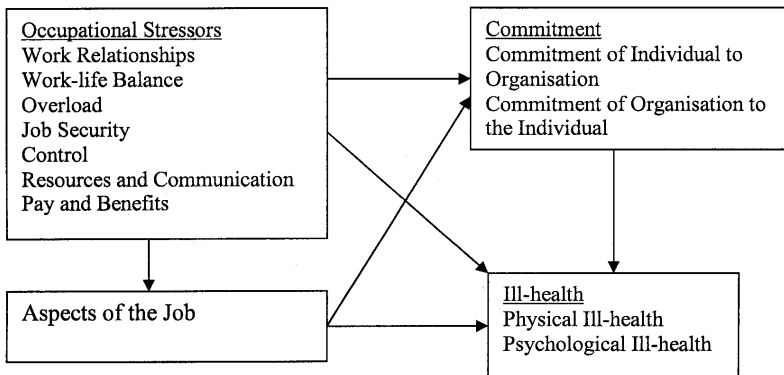 Occupational Stressors
Work Relationships
Work-life Balance
Overload
Job Security
Control
Resources and Communication
Pay and Benefits
Commitment
Commitment of Individual to
Organisation
Commitment of Organisation to
the Individual
Aspects of the Job
Ill-health
Physical Ill-health
Psychological Ill-health